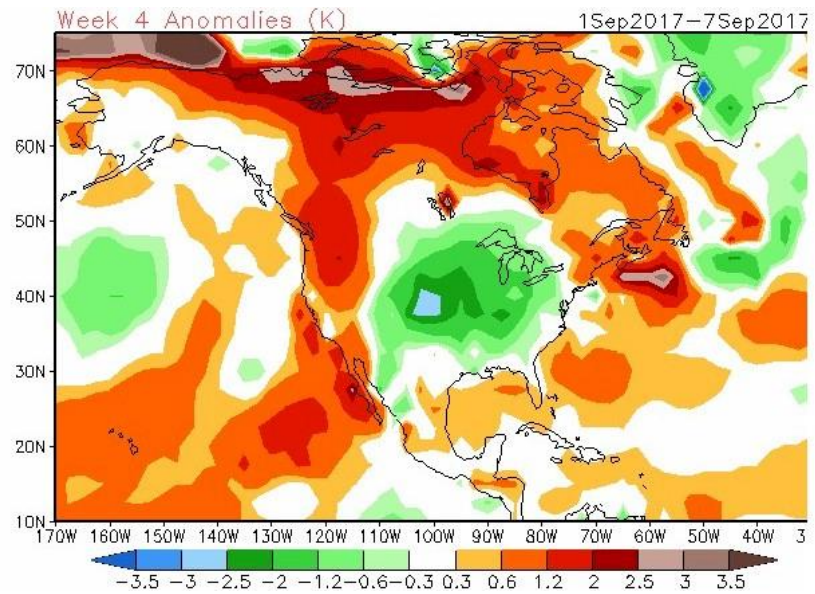 Week 4 Anomalies (K) 1Sep2017–7Sep2017
70N
60N
50N
40N
30N
20N
10N
170W 160W 150W 140W 130W 120W 110W 100W 90W 80W 70W 60W 50W 40W 3
−3.5 −3 −2.5 −2 −1.2 −0.6 −0.3 0.3 0.6 1.2 2 2.5 3 3.5